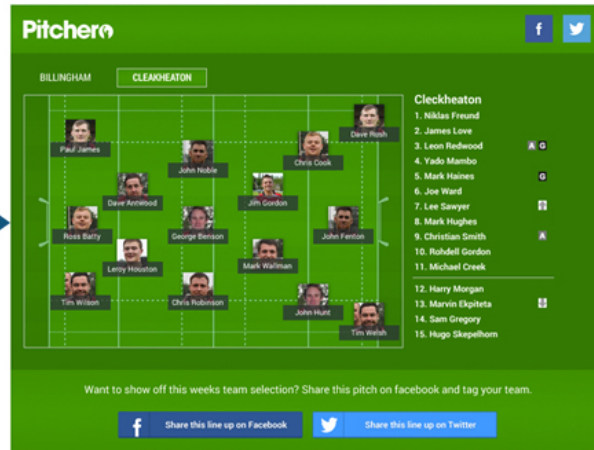 Pitchero
BILLINGHAM
CLEAKHEATON
Paul James
John Noble
Chris Cook
Dave Rosh
Dave Antwood
Jim Gordon
Ross Batty
George Benson
John Fenton
Leroy Houston
Mark Wallman
Tim Wilson
Chris Robinson
John Hunt
Tim Welsh
Cleckheaton
1. Niklas Freund
2. James Love
3. Leon Redwood A G
4. Yado Mambo
5. Mark Haines G
6. Joe Ward
7. Lee Sawyer
8. Mark Hughes
9. Christian Smith A
10. Rohdell Gordon
11. Michael Creek
12. Harry Morgan
13. Marvin Ekpiteta
14. Sam Gregory
15. Hugo Skepelhorn
Want to show off this weeks team selection? Share this pitch on facebook and tag your team.
Share this line up on Facebook
Share this line up on Twitter